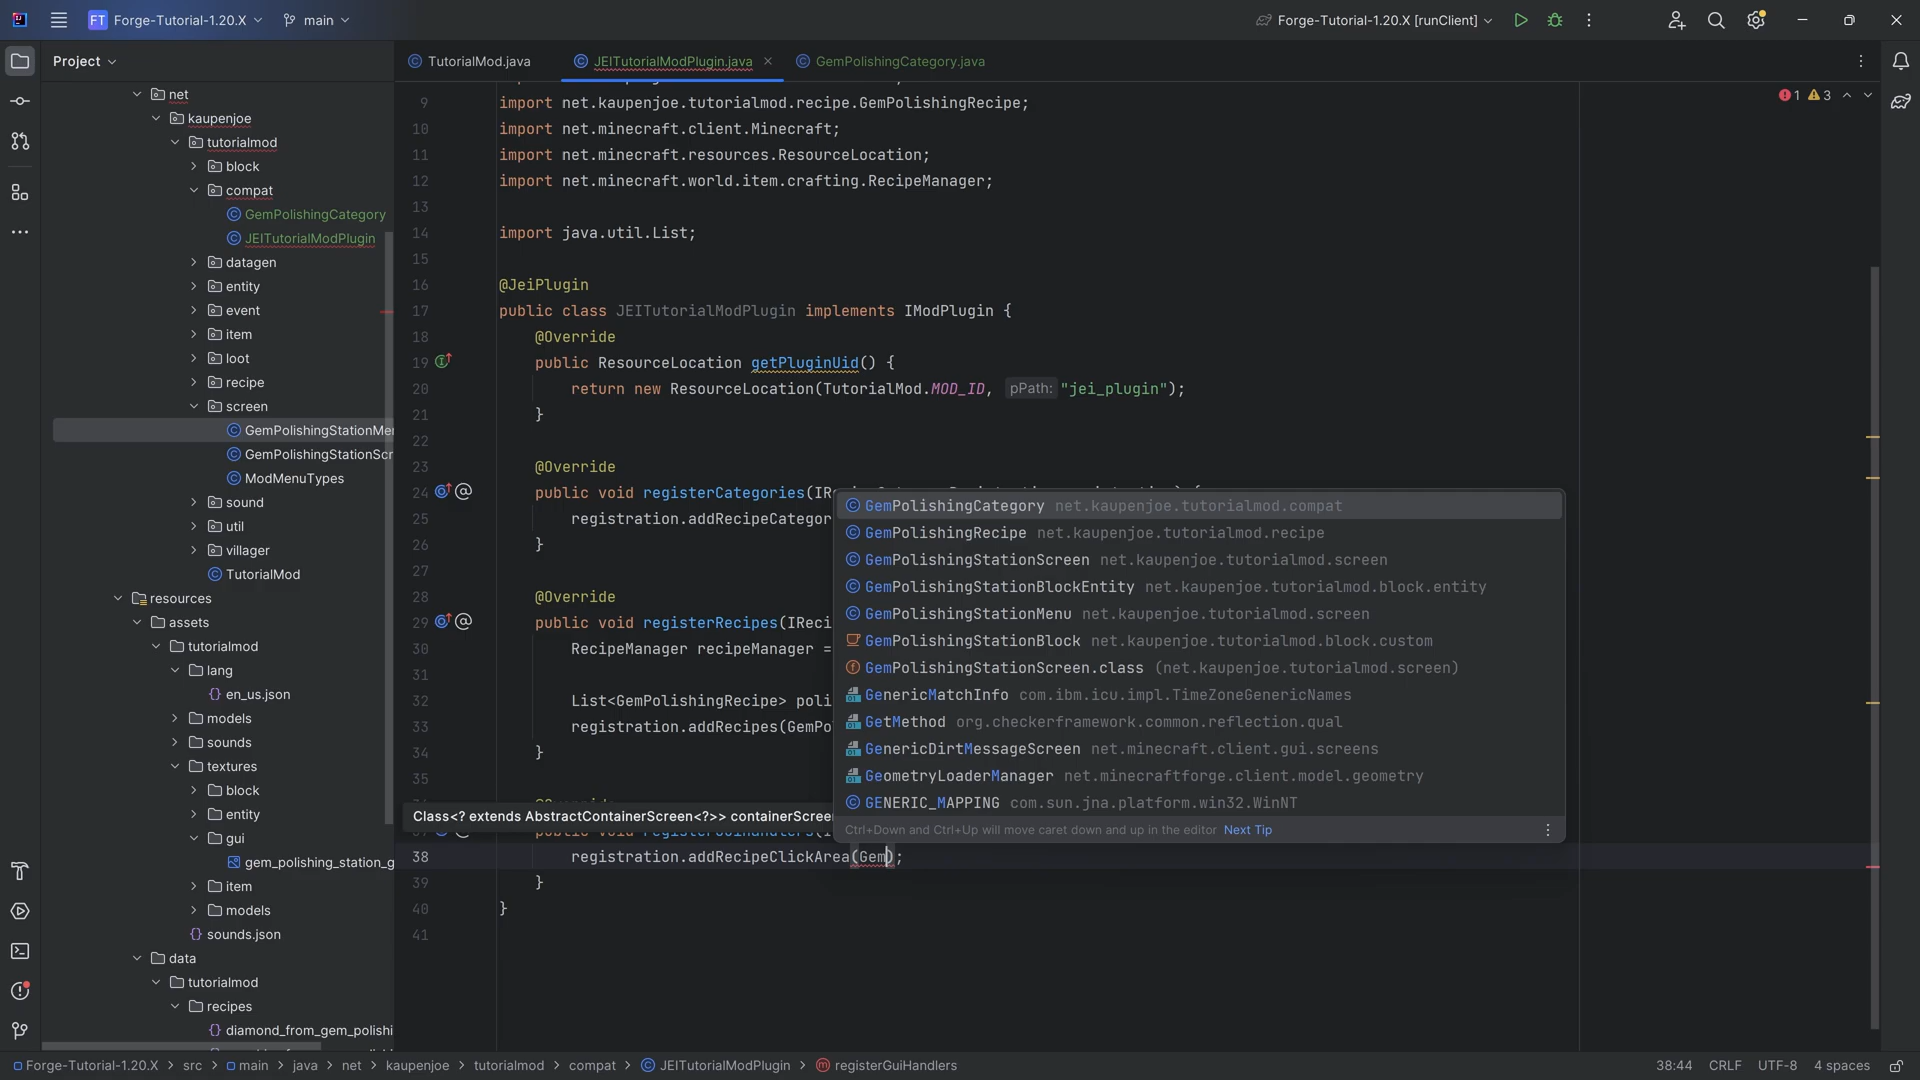 FT Forge-Tutorial-1.20.X
main
Forge-Tutorial-1.20.X [runClient]
Project
TutorialMod.java
JEITutorialModPlugin.java
GemPolishingCategory.java
1
3
net
kaupenjoe
tutorialmod
block
compat
GemPolishingCategory
JEITutorialModPlugin
datagen
entity
event
item
loot
recipe
screen
GemPolishingStationMe
GemPolishingStationScr
ModMenuTypes
sound
util
villager
TutorialMod
resources
assets
tutorialmod
lang
en_us.json
models
sounds
textures
block
entity
gui
gem_polishing_station_g
item
models
sounds.json
data
tutorialmod
recipes
diamond_from_gem_polishi
9 import net.kaupenjoe.tutorialmod.recipe.GemPolishingRecipe;
10 import net.minecraft.client.Minecraft;
11 import net.minecraft.resources.ResourceLocation;
12 import net.minecraft.world.item.crafting.RecipeManager;
13
14 import java.util.List;
15
16 @JeiPlugin
17 public class JEITutorialModPlugin implements IModPlugin {
18 @Override
19 public ResourceLocation getPluginUid() {
20 return new ResourceLocation(TutorialMod.MOD_ID, pPath: "jei_plugin");
21 }
22
23 @Override
24 public void registerCategories(IR
25 registration.addRecipeCategor
26 }
27
28 @Override
29 public void registerRecipes(IReci
30 RecipeManager recipeManager =
31
32 List<GemPolishingRecipe> poli
33 registration.addRecipes(GemPo
34 }
35
Class<? extends AbstractContainerScreen<?>> containerScreen
38 registration.addRecipeClickArea(Gem);
39 }
40 }
41
GemPolishingCategory net.kaupenjoe.tutorialmod.compat
GemPolishingRecipe net.kaupenjoe.tutorialmod.recipe
GemPolishingStationScreen net.kaupenjoe.tutorialmod.screen
GemPolishingStationBlockEntity net.kaupenjoe.tutorialmod.block.entity
GemPolishingStationMenu net.kaupenjoe.tutorialmod.screen
GemPolishingStationBlock net.kaupenjoe.tutorialmod.block.custom
GemPolishingStationScreen.class (net.kaupenjoe.tutorialmod.screen)
GenericMatchInfo com.ibm.icu.impl.TimeZoneGenericNames
GetMethod org.checkerframework.common.reflection.qual
GenericDirtMessageScreen net.minecraft.client.gui.screens
GeometryLoaderManager net.minecraftforge.client.model.geometry
GENERIC_MAPPING com.sun.jna.platform.win32.WinNT
Ctrl+Down and Ctrl+Up will move caret down and up in the editor Next Tip
Forge-Tutorial-1.20.X > src > main > java > net > kaupenjoe > tutorialmod > compat > JEITutorialModPlugin > registerGuiHandlers
38:44 CRLF UTF-8 4 spaces